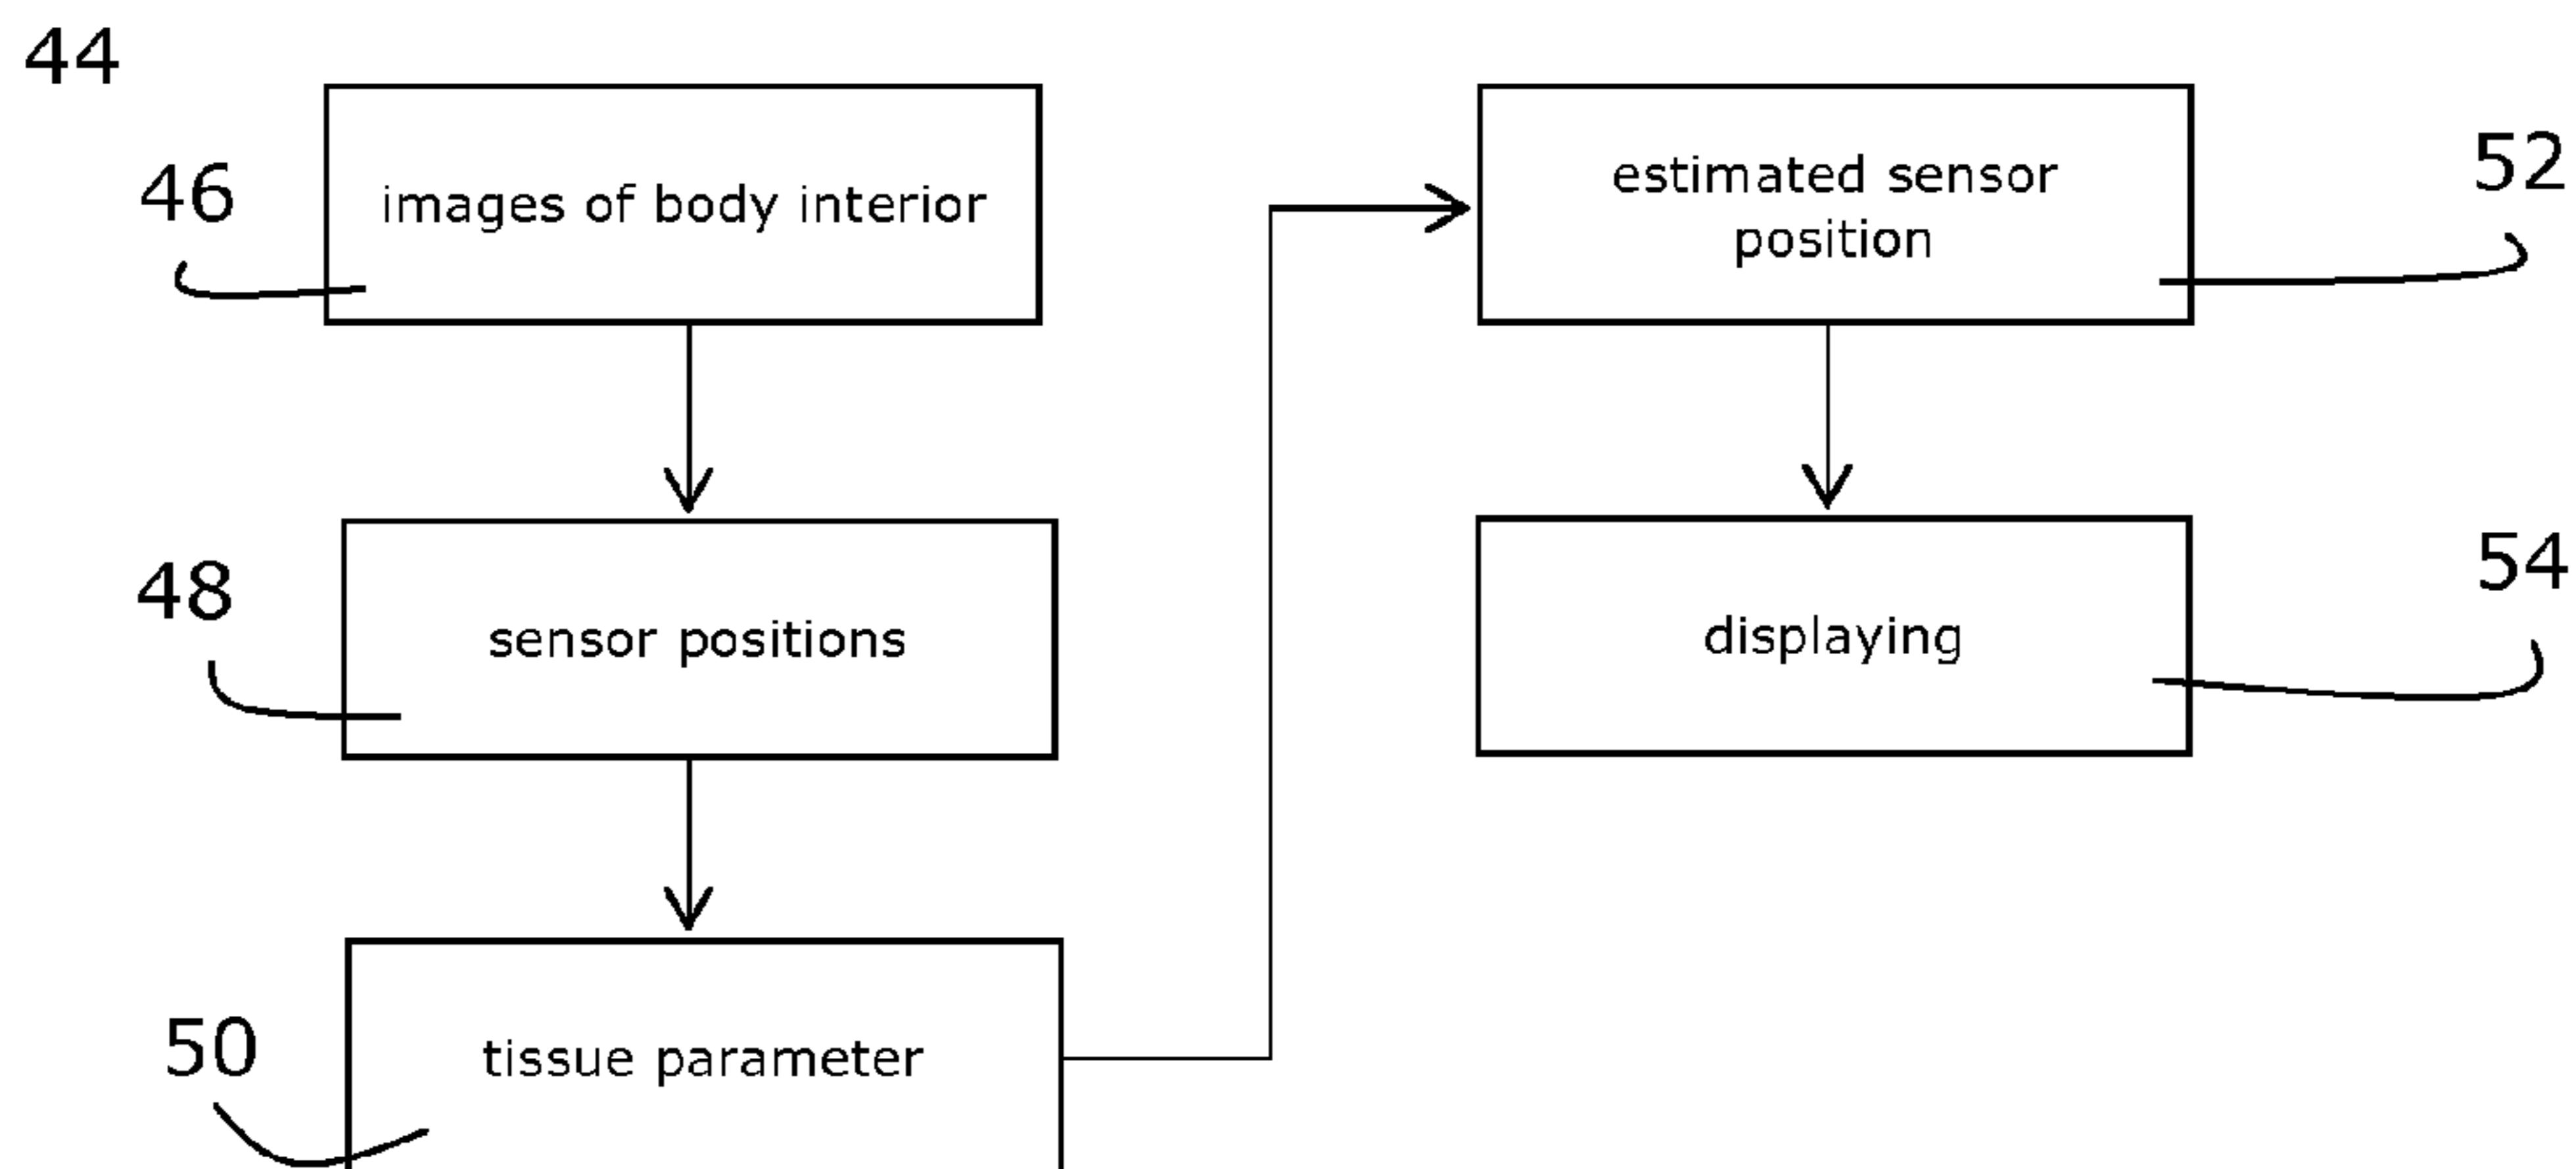 44
46
images of body interior
48
sensor positions
50
tissue parameter
estimated sensor
position
52
displaying
54